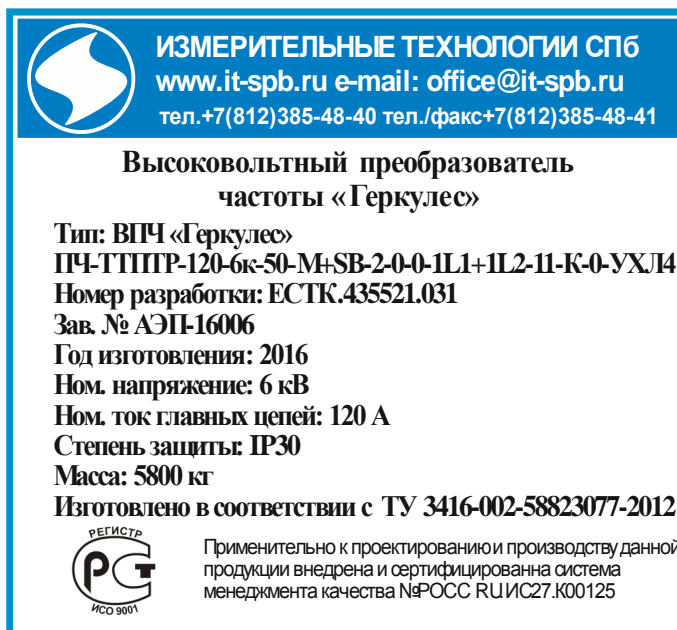 ИЗМЕРИТЕЛЬНЫЕ ТЕХНОЛОГИИ СПб
www.it-spb.ru e-mail: office@it-spb.ru
тел.+7(812)385-48-40 тел./факс+7(812)385-48-41
Высоковольтный преобразователь
частоты «Геркулес»
Тип: ВПЧ «Геркулес»
ПЧ-ТТПТР-120-6к-50-М+SB-2-0-0-1L1+1L2-11-К-0-УХЛ4
Номер разработки: ЕСТК.435521.031
Зав. № АЭП-16006
Год изготовления: 2016
Ном. напряжение: 6 кВ
Ном. ток главных цепей: 120 А
Степень защиты: IP30
Масса: 5800 кг
Изготовлено в соответствии с ТУ 3416-002-58823077-2012
РЕГИСТР
РСТ
ИСО 9001
Применительно к проектированию и производству данной
продукции внедрена и сертифицированна система
менеджмента качества №РОСС RU.ИС27.К00125